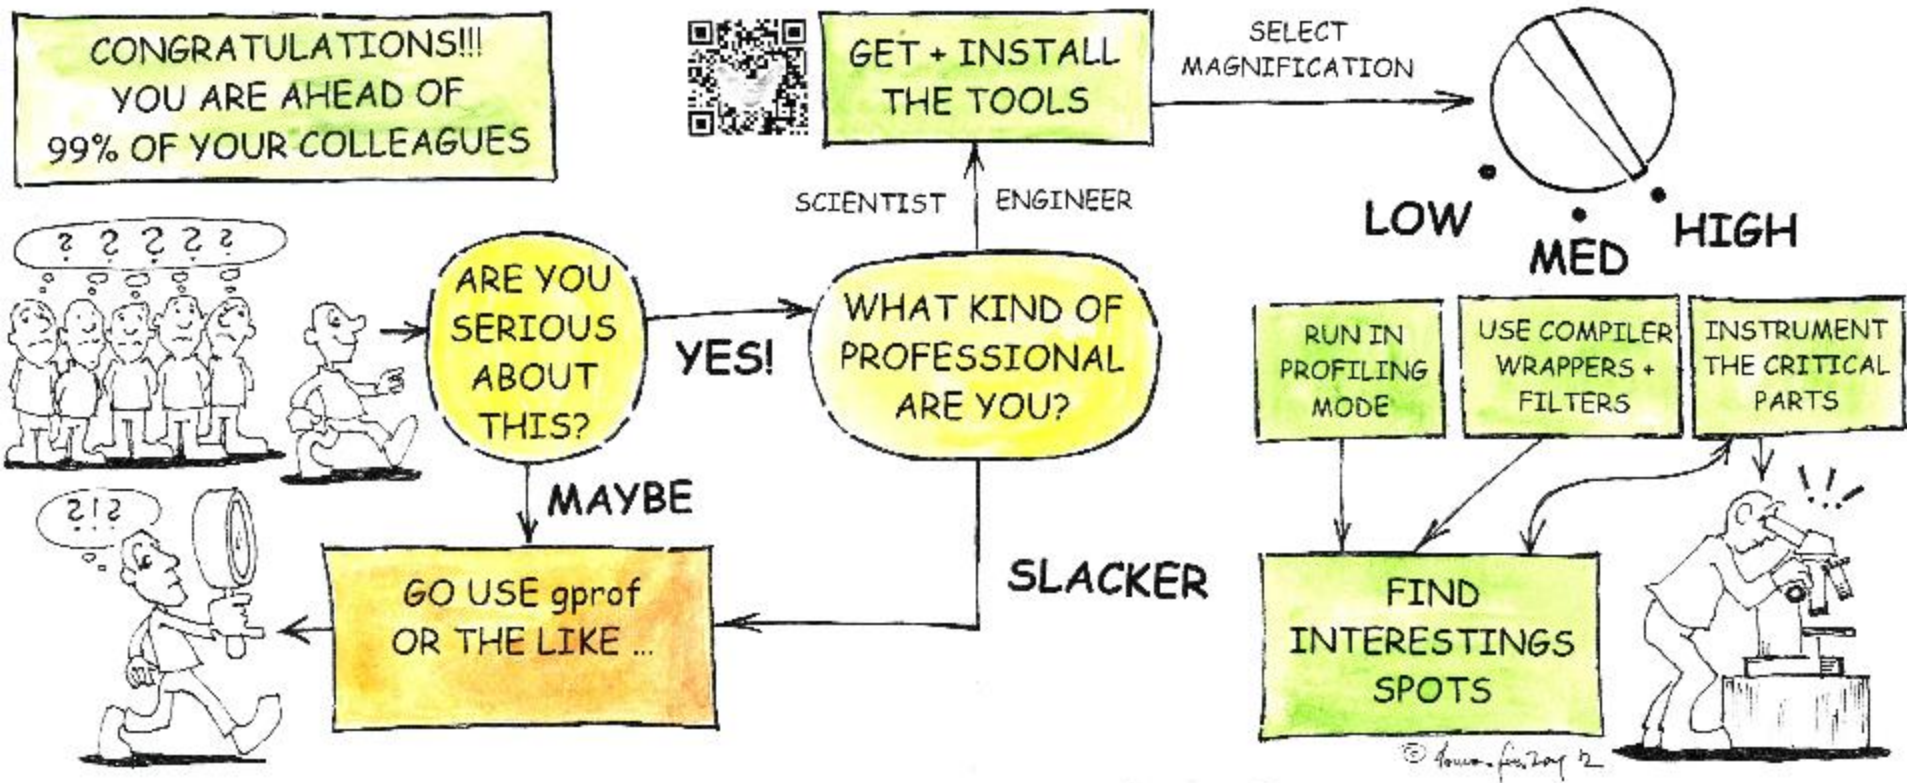 CONGRATULATIONS!!!
YOU ARE AHEAD OF
99% OF YOUR COLLEAGUES
GET + INSTALL
THE TOOLS
SELECT
MAGNIFICATION
LOW
MED
HIGH
SCIENTIST
ENGINEER
? ? ? ? ?
ARE YOU
SERIOUS
ABOUT
THIS?
YES!
WHAT KIND OF
PROFESSIONAL
ARE YOU?
RUN IN
PROFILING
MODE
USE COMPILER
WRAPPERS +
FILTERS
INSTRUMENT
THE CRITICAL
PARTS
MAYBE
?!?
GO USE gprof
OR THE LIKE ...
SLACKER
!!!
FIND
INTERESTINGS
SPOTS
©